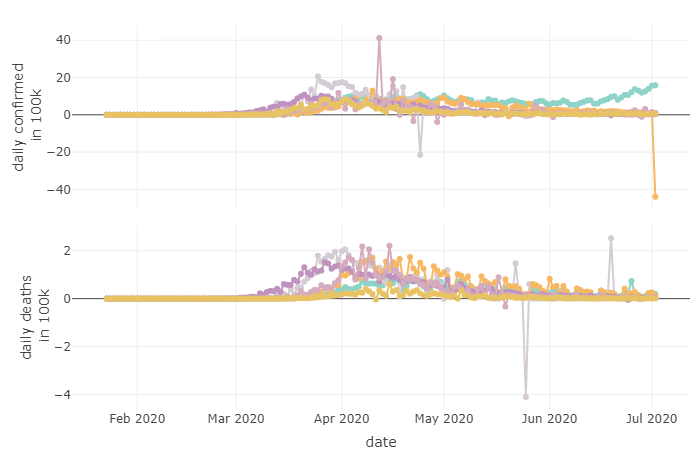 daily confirmed
in 100k
40
20
0
−20
−40
daily deaths
in 100k
2
0
−2
−4
Feb 2020
Mar 2020
Apr 2020
May 2020
Jun 2020
Jul 2020
date